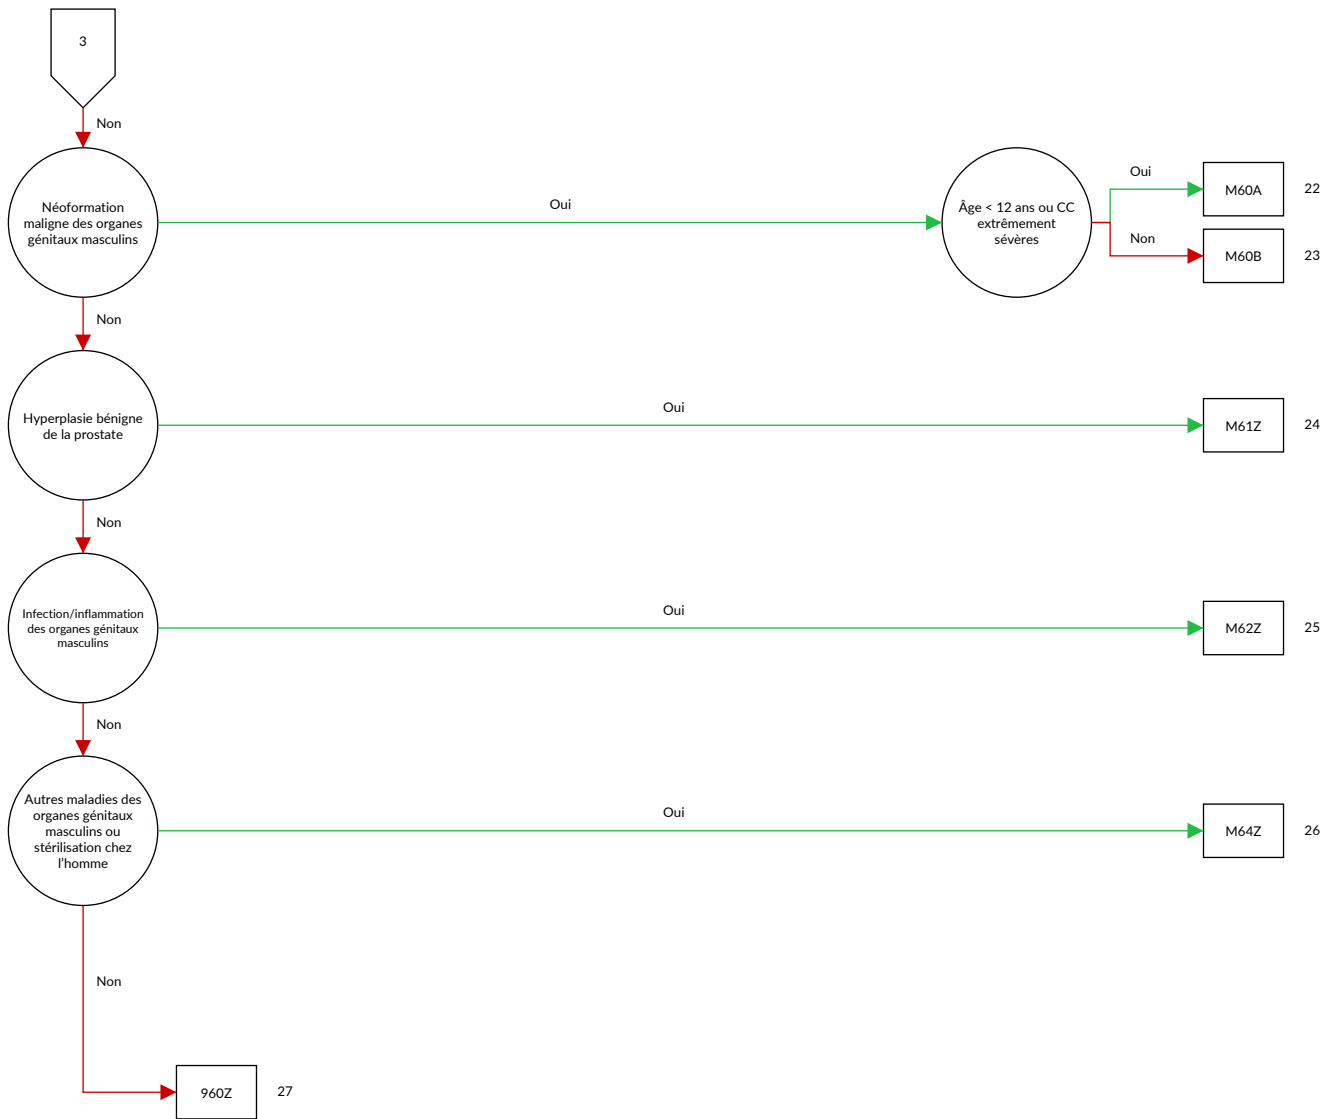 3
Non
Néoformation
maligne des organes
génitaux masculins
Oui
Âge < 12 ans ou CC
extrêmement
sévères
Oui
M60A
22
Non
M60B
23
Non
Hyperplasie bénigne
de la prostate
Oui
M61Z
24
Non
Infection/inflammation
des organes génitaux
masculins
Oui
M62Z
25
Non
Autres maladies des
organes génitaux
masculins ou
stérilisation chez
l'homme
Oui
M64Z
26
Non
960Z
27